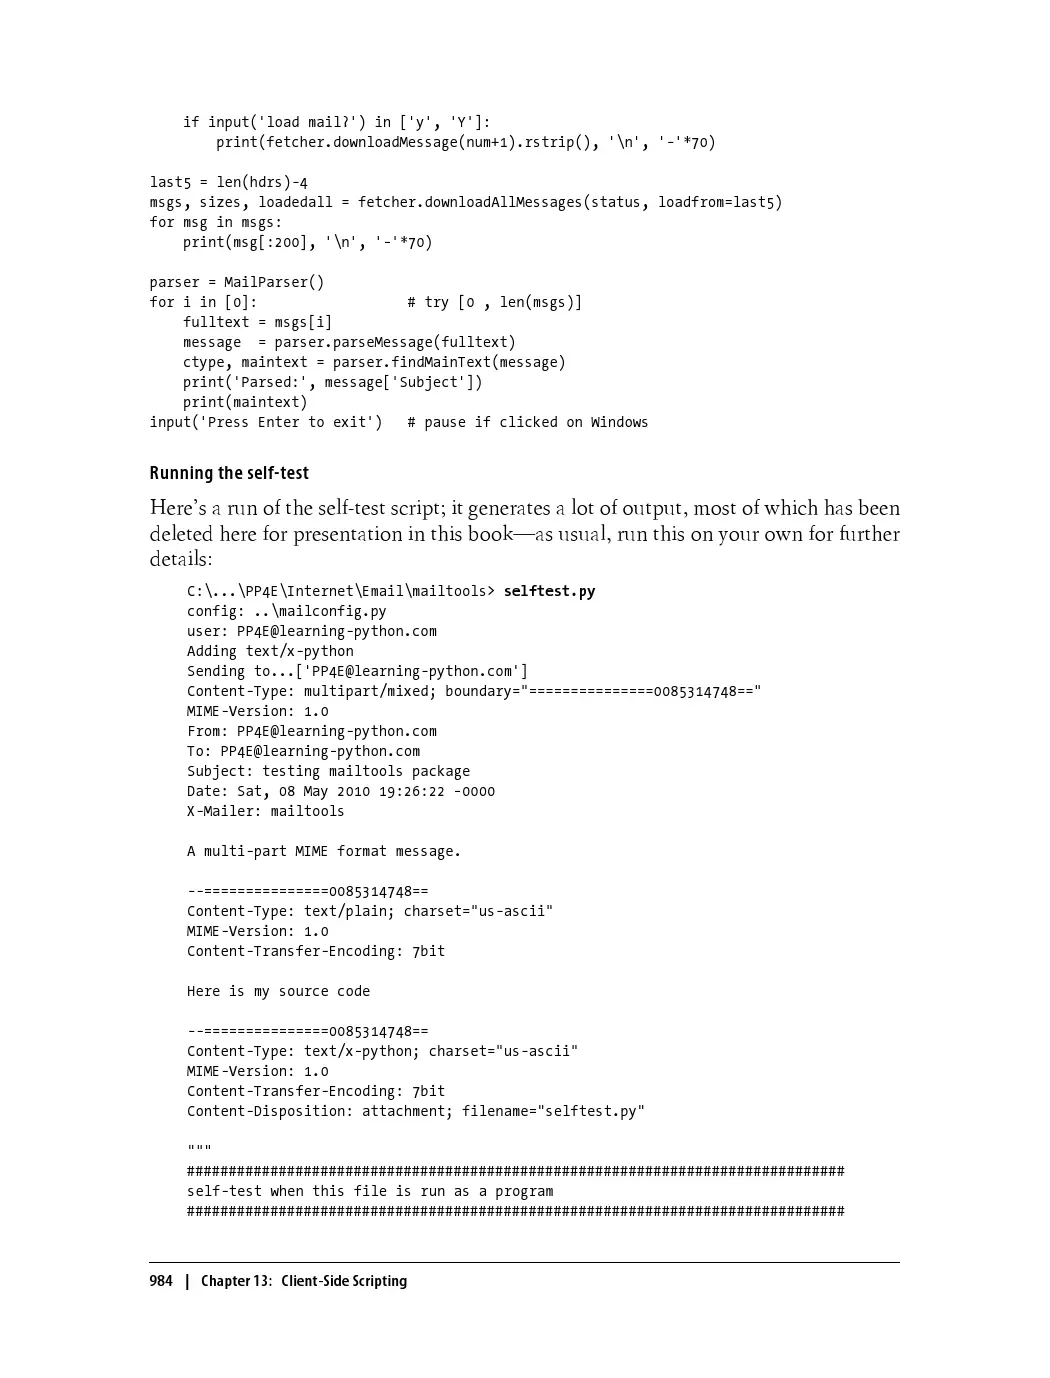 if input('load mail?') in ['y', 'Y']:
        print(fetcher.downloadMessage(num+1).rstrip(), '\n', '-'*70)

last5 = len(hdrs)-4
msgs, sizes, loadedall = fetcher.downloadAllMessages(status, loadfrom=last5)
for msg in msgs:
    print(msg[:200], '\n', '-'*70)

parser = MailParser()
for i in [0]:                  # try [0 , len(msgs)]
    fulltext = msgs[i]
    message  = parser.parseMessage(fulltext)
    ctype, maintext = parser.findMainText(message)
    print('Parsed:', message['Subject'])
    print(maintext)
input('Press Enter to exit')   # pause if clicked on Windows

Running the self-test
Here's a run of the self-test script; it generates a lot of output, most of which has been
deleted here for presentation in this book—as usual, run this on your own for further
details:
C:\...\PP4E\Internet\Email\mailtools> selftest.py
config: ..\mailconfig.py
user: PP4E@learning-python.com
Adding text/x-python
Sending to...['PP4E@learning-python.com']
Content-Type: multipart/mixed; boundary="===============0085314748=="
MIME-Version: 1.0
From: PP4E@learning-python.com
To: PP4E@learning-python.com
Subject: testing mailtools package
Date: Sat, 08 May 2010 19:26:22 -0000
X-Mailer: mailtools

A multi-part MIME format message.

--===============0085314748==
Content-Type: text/plain; charset="us-ascii"
MIME-Version: 1.0
Content-Transfer-Encoding: 7bit

Here is my source code

--===============0085314748==
Content-Type: text/x-python; charset="us-ascii"
MIME-Version: 1.0
Content-Transfer-Encoding: 7bit
Content-Disposition: attachment; filename="selftest.py"

"""
###############################################################################
self-test when this file is run as a program
###############################################################################

984 | Chapter 13: Client-Side Scripting